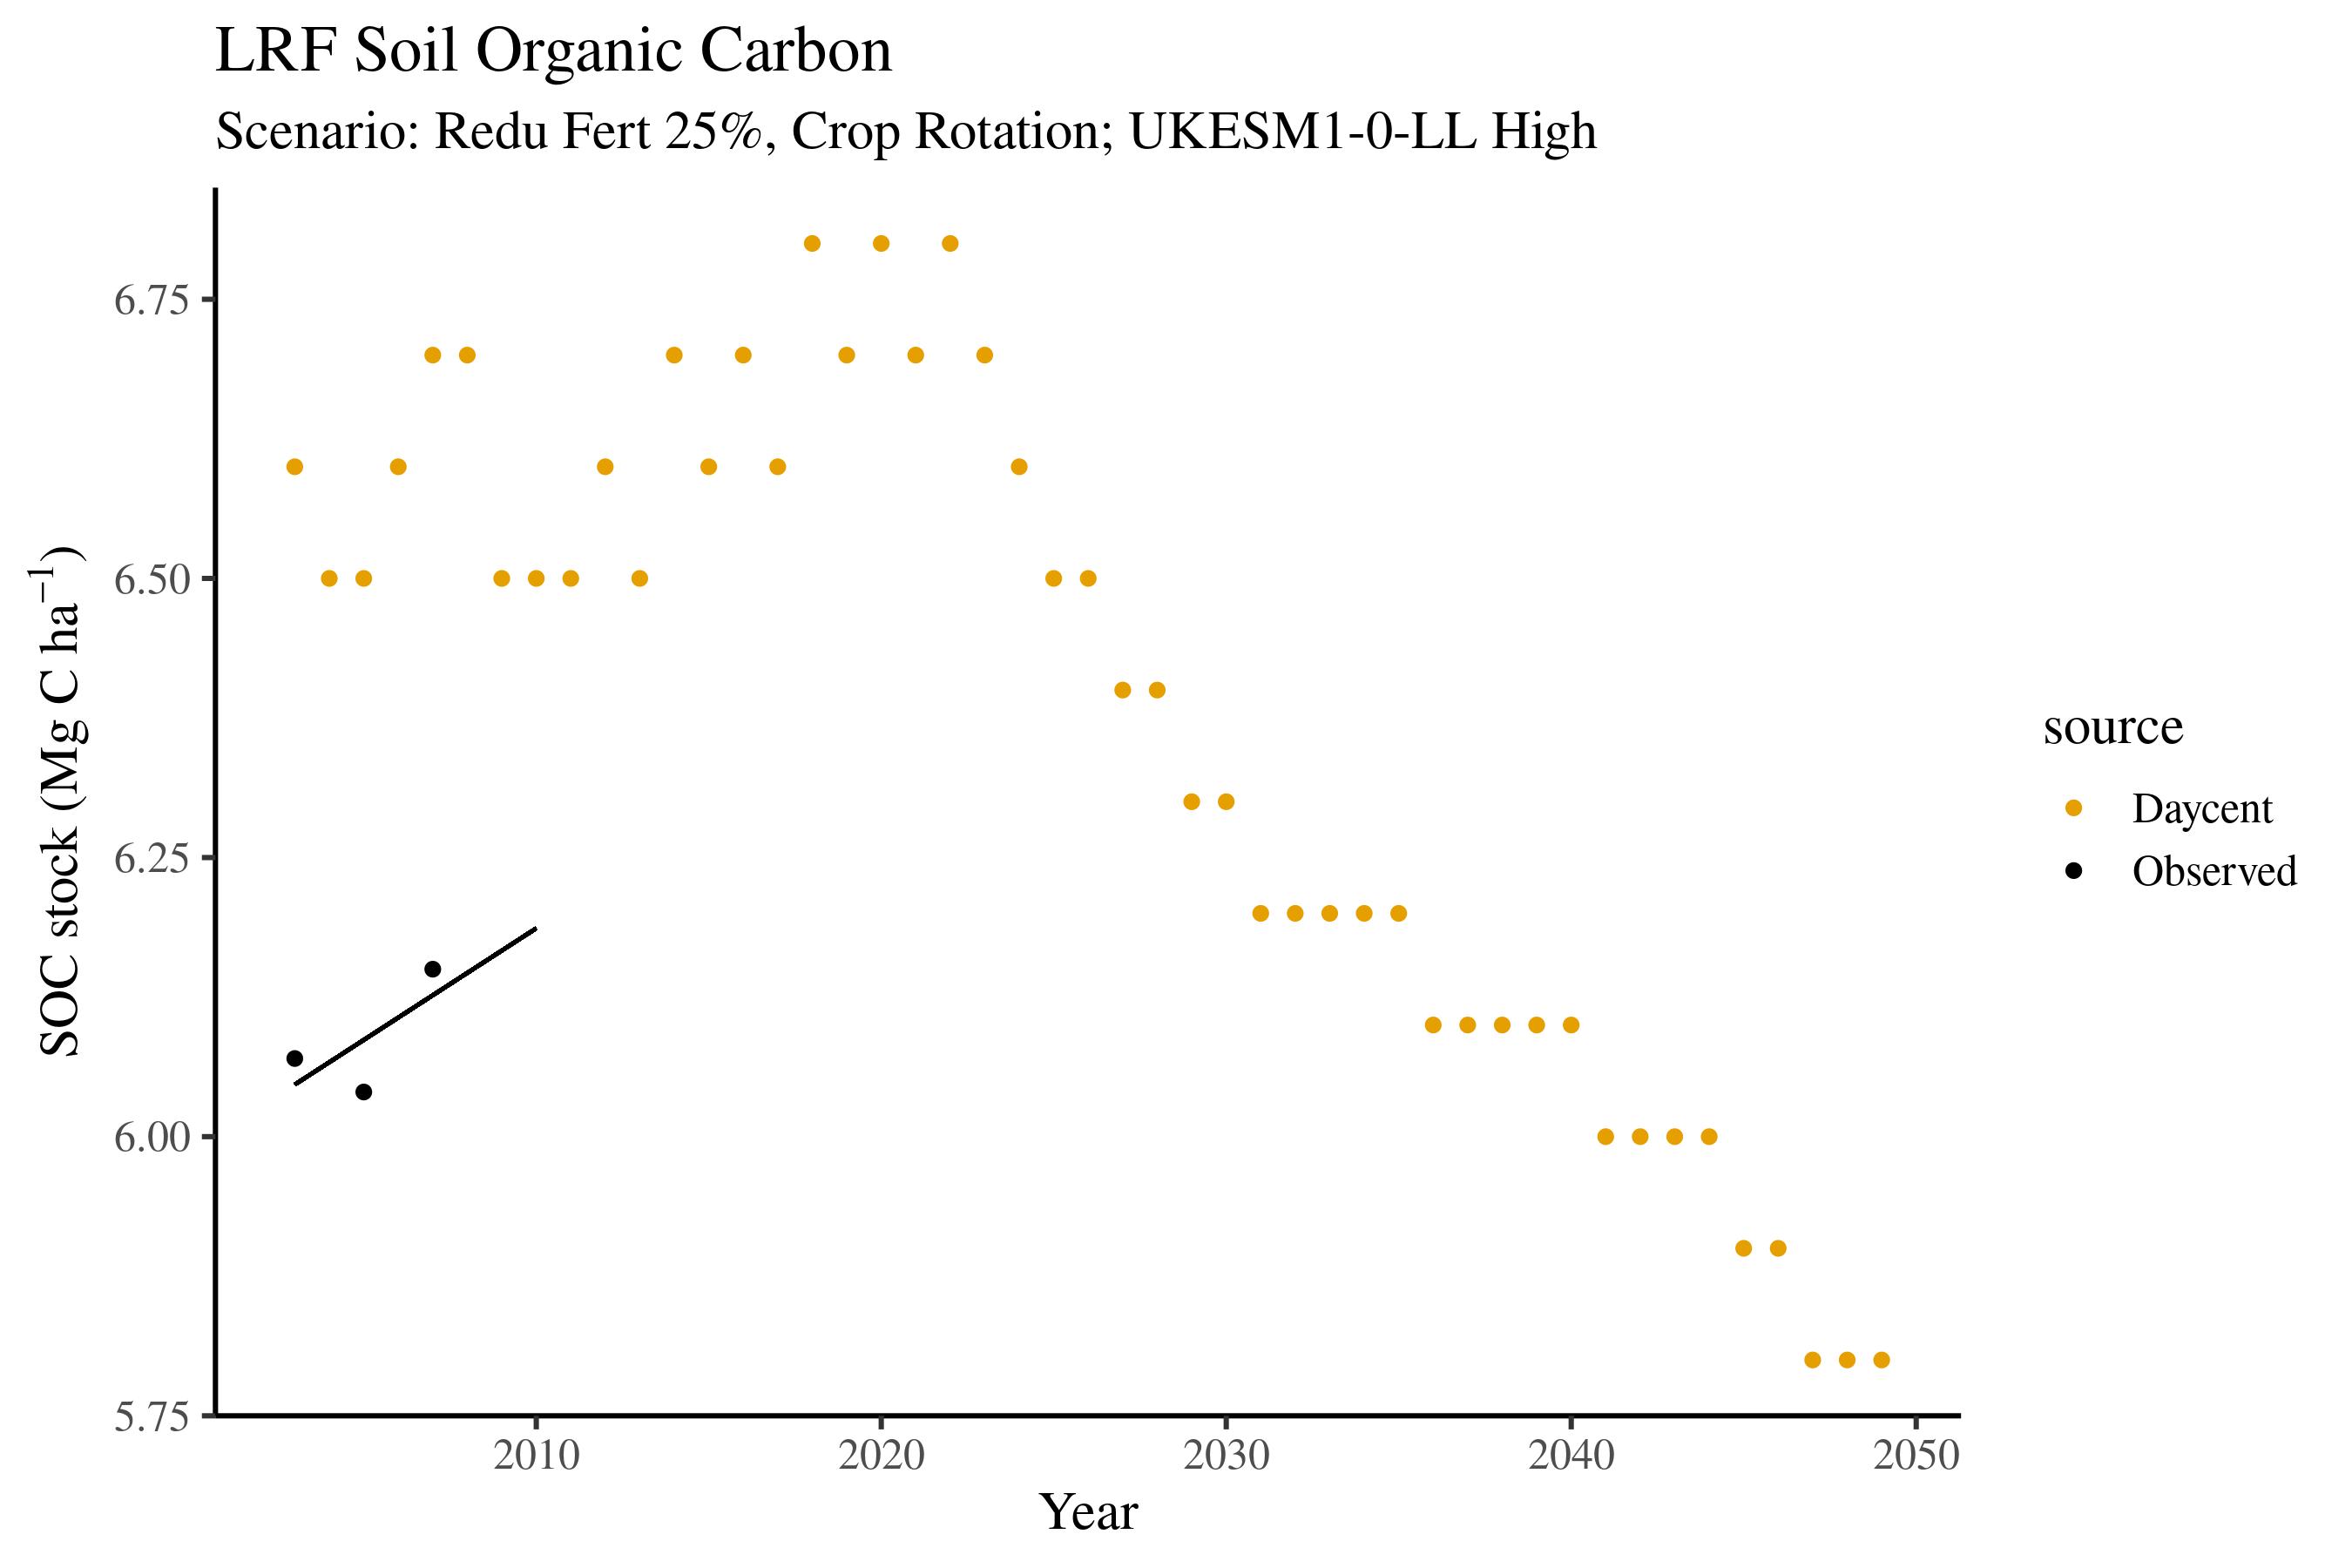 LRF Soil Organic Carbon
Scenario: Redu Fert 25%, Crop Rotation; UKESM1-0-LL High
SOC stock (Mg C ha⁻¹)
6.75
6.50
6.25
6.00
5.75
2010 2020 2030 2040 2050
Year
source
Daycent
Observed